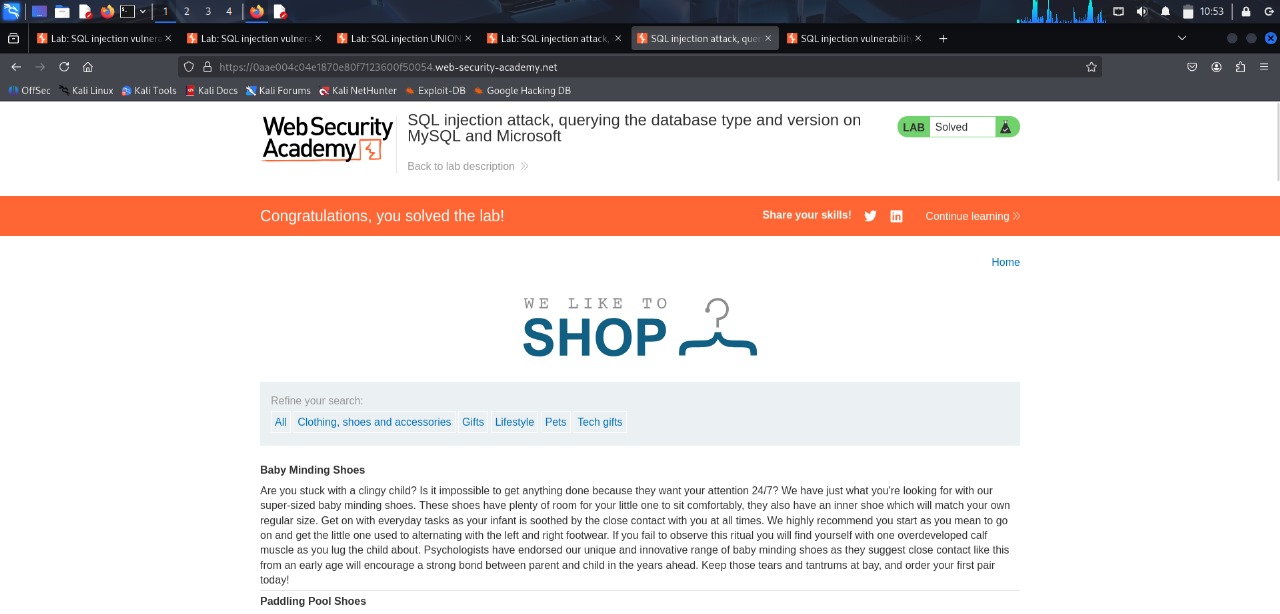 1 2 3 4 10:53
Lab: SQL injection vulnera Lab: SQL injection vulnera Lab: SQL injection UNION Lab: SQL injection attack, SQL injection attack, quer SQL injection vulnerability
https://0aae004c04e1870e80f7123600f50054.web-security-academy.net
OffSec Kali Linux Kali Tools Kali Docs Kali Forums Kali NetHunter Exploit-DB Google Hacking DB
Web Security
Academy
SQL injection attack, querying the database type and version on
MySQL and Microsoft
LAB Solved
Back to lab description
Congratulations, you solved the lab!
Share your skills!
Continue learning
Home
WE LIKE TO
SHOP
Refine your search:
All Clothing, shoes and accessories Gifts Lifestyle Pets Tech gifts
Baby Minding Shoes
Are you stuck with a clingy child? Is it impossible to get anything done because they want your attention 24/7? We have just what you're looking for with our
super-sized baby minding shoes. These shoes have plenty of room for your little one to sit comfortably, they also have an inner shoe which will match your own
regular size. Get on with everyday tasks as your infant is soothed by the close contact with you at all times. We highly recommend you start as you mean to go
on and get the little one used to alternating with the left and right footwear. If you fail to observe this ritual you will find yourself with one overdeveloped calf
muscle as you lug the child about. Psychologists have endorsed our unique and innovative range of baby minding shoes as they suggest close contact like this
from an early age will encourage a strong bond between parent and child in the years ahead. Keep those tears and tantrums at bay, and order your first pair
today!
Paddling Pool Shoes